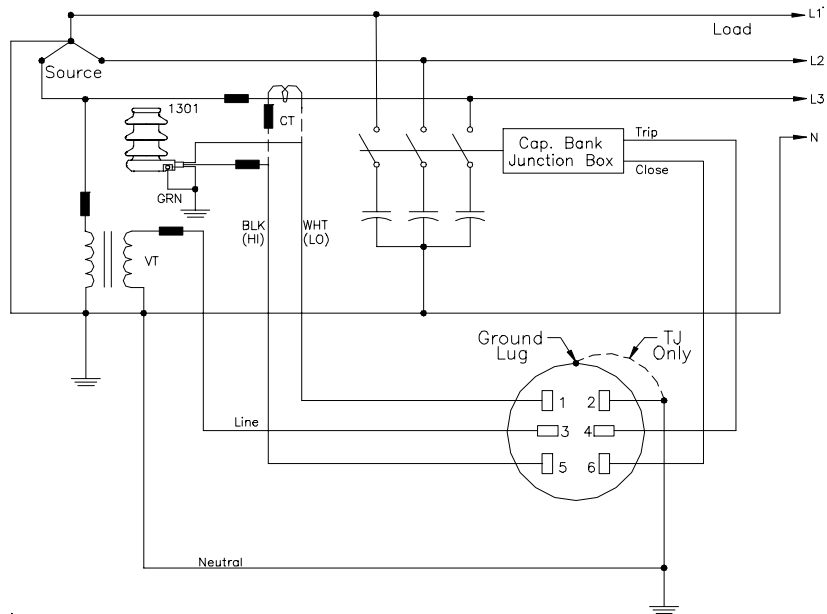 L1
Load
L2
Source
L3
1301
CT
N
Trip
Cap. Bank
Junction Box
Close
GRN
BLK
(HI)
WHT
(LO)
VT
Ground
Lug
TJ
Only
1
2
Line
3
4
5
6
Neutral